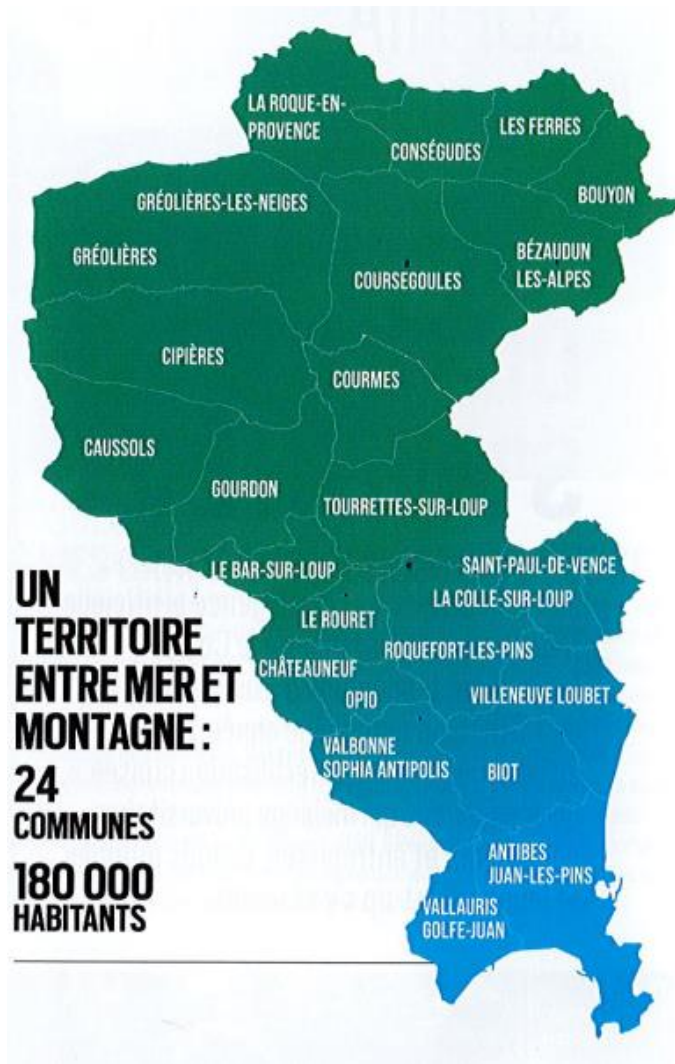 LA ROQUE-EN-
PROVENCE
CONSÉGUDES
LES FERRES
BOUYON
GRÉOLIÈRES-LES-NEIGES
GRÉOLIÈRES
COURSEGOULES
BÉZAUDUN
LES-ALPES
CIPIÈRES
COURMES
CAUSSOLS
GOURDON
TOURRETTES-SUR-LOUP
LE BAR-SUR-LOUP
SAINT-PAUL-DE-VENCE
LA COLLE-SUR-LOUP
LE ROURET
ROQUEFORT-LES-PINS
CHÂTEAUNEUF
OPIO
VILLENEUVE LOUBET
VALBONNE
SOPHIA ANTIPOLIS
BIOT
ANTIBES
JUAN-LES-PINS
VALLAURIS
GOLFE-JUAN
UN
TERRITOIRE
ENTRE MER ET
MONTAGNE :
24
COMMUNES
180 000
HABITANTS